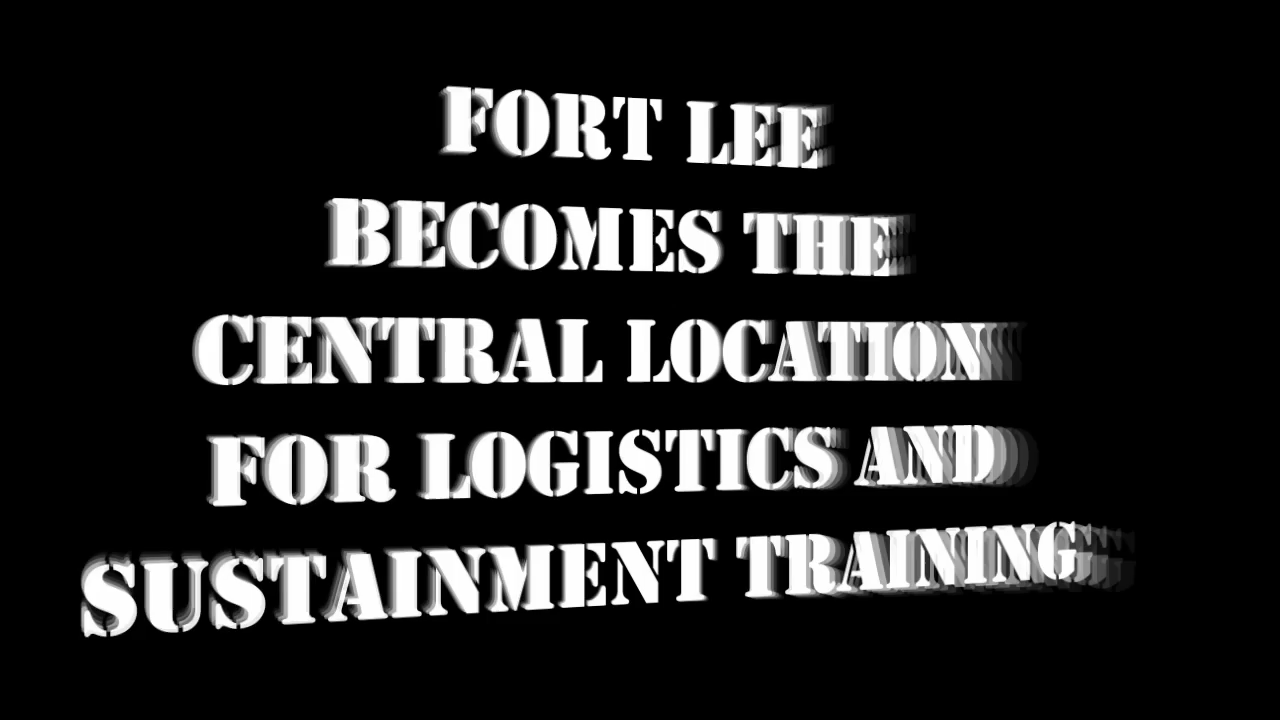 FORT LEE
BECOMES THE
CENTRAL LOCATION
FOR LOGISTICS AND
SUSTAINMENT TRAINING